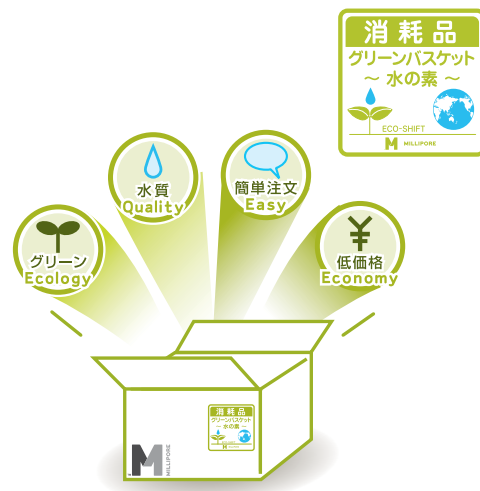 消耗品
グリーンバスケット
～ 水の素 ～
ECO-SHIFT
M MILLIPORE
水質
Quality
簡単注文
Easy
グリーン
Ecology
¥
低価格
Economy
消耗品
グリーンバスケット
～ 水の素 ～
M MILLIPORE